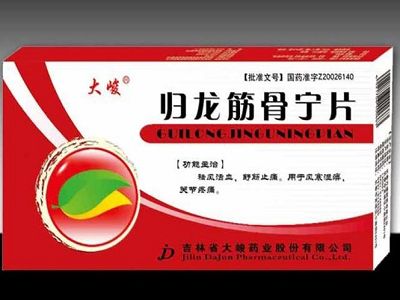 【批准文号】国药准字Z20026140
大峻®
归龙筋骨宁片
GUILONGJINGUNINGPIAN
【功能主治】
祛风活血、舒筋止痛。用于风寒湿痹,
关节疼痛。
吉林省大峻药业股份有限公司
Jilin DaJun Pharmaceutical Co.,Ltd.
DJ